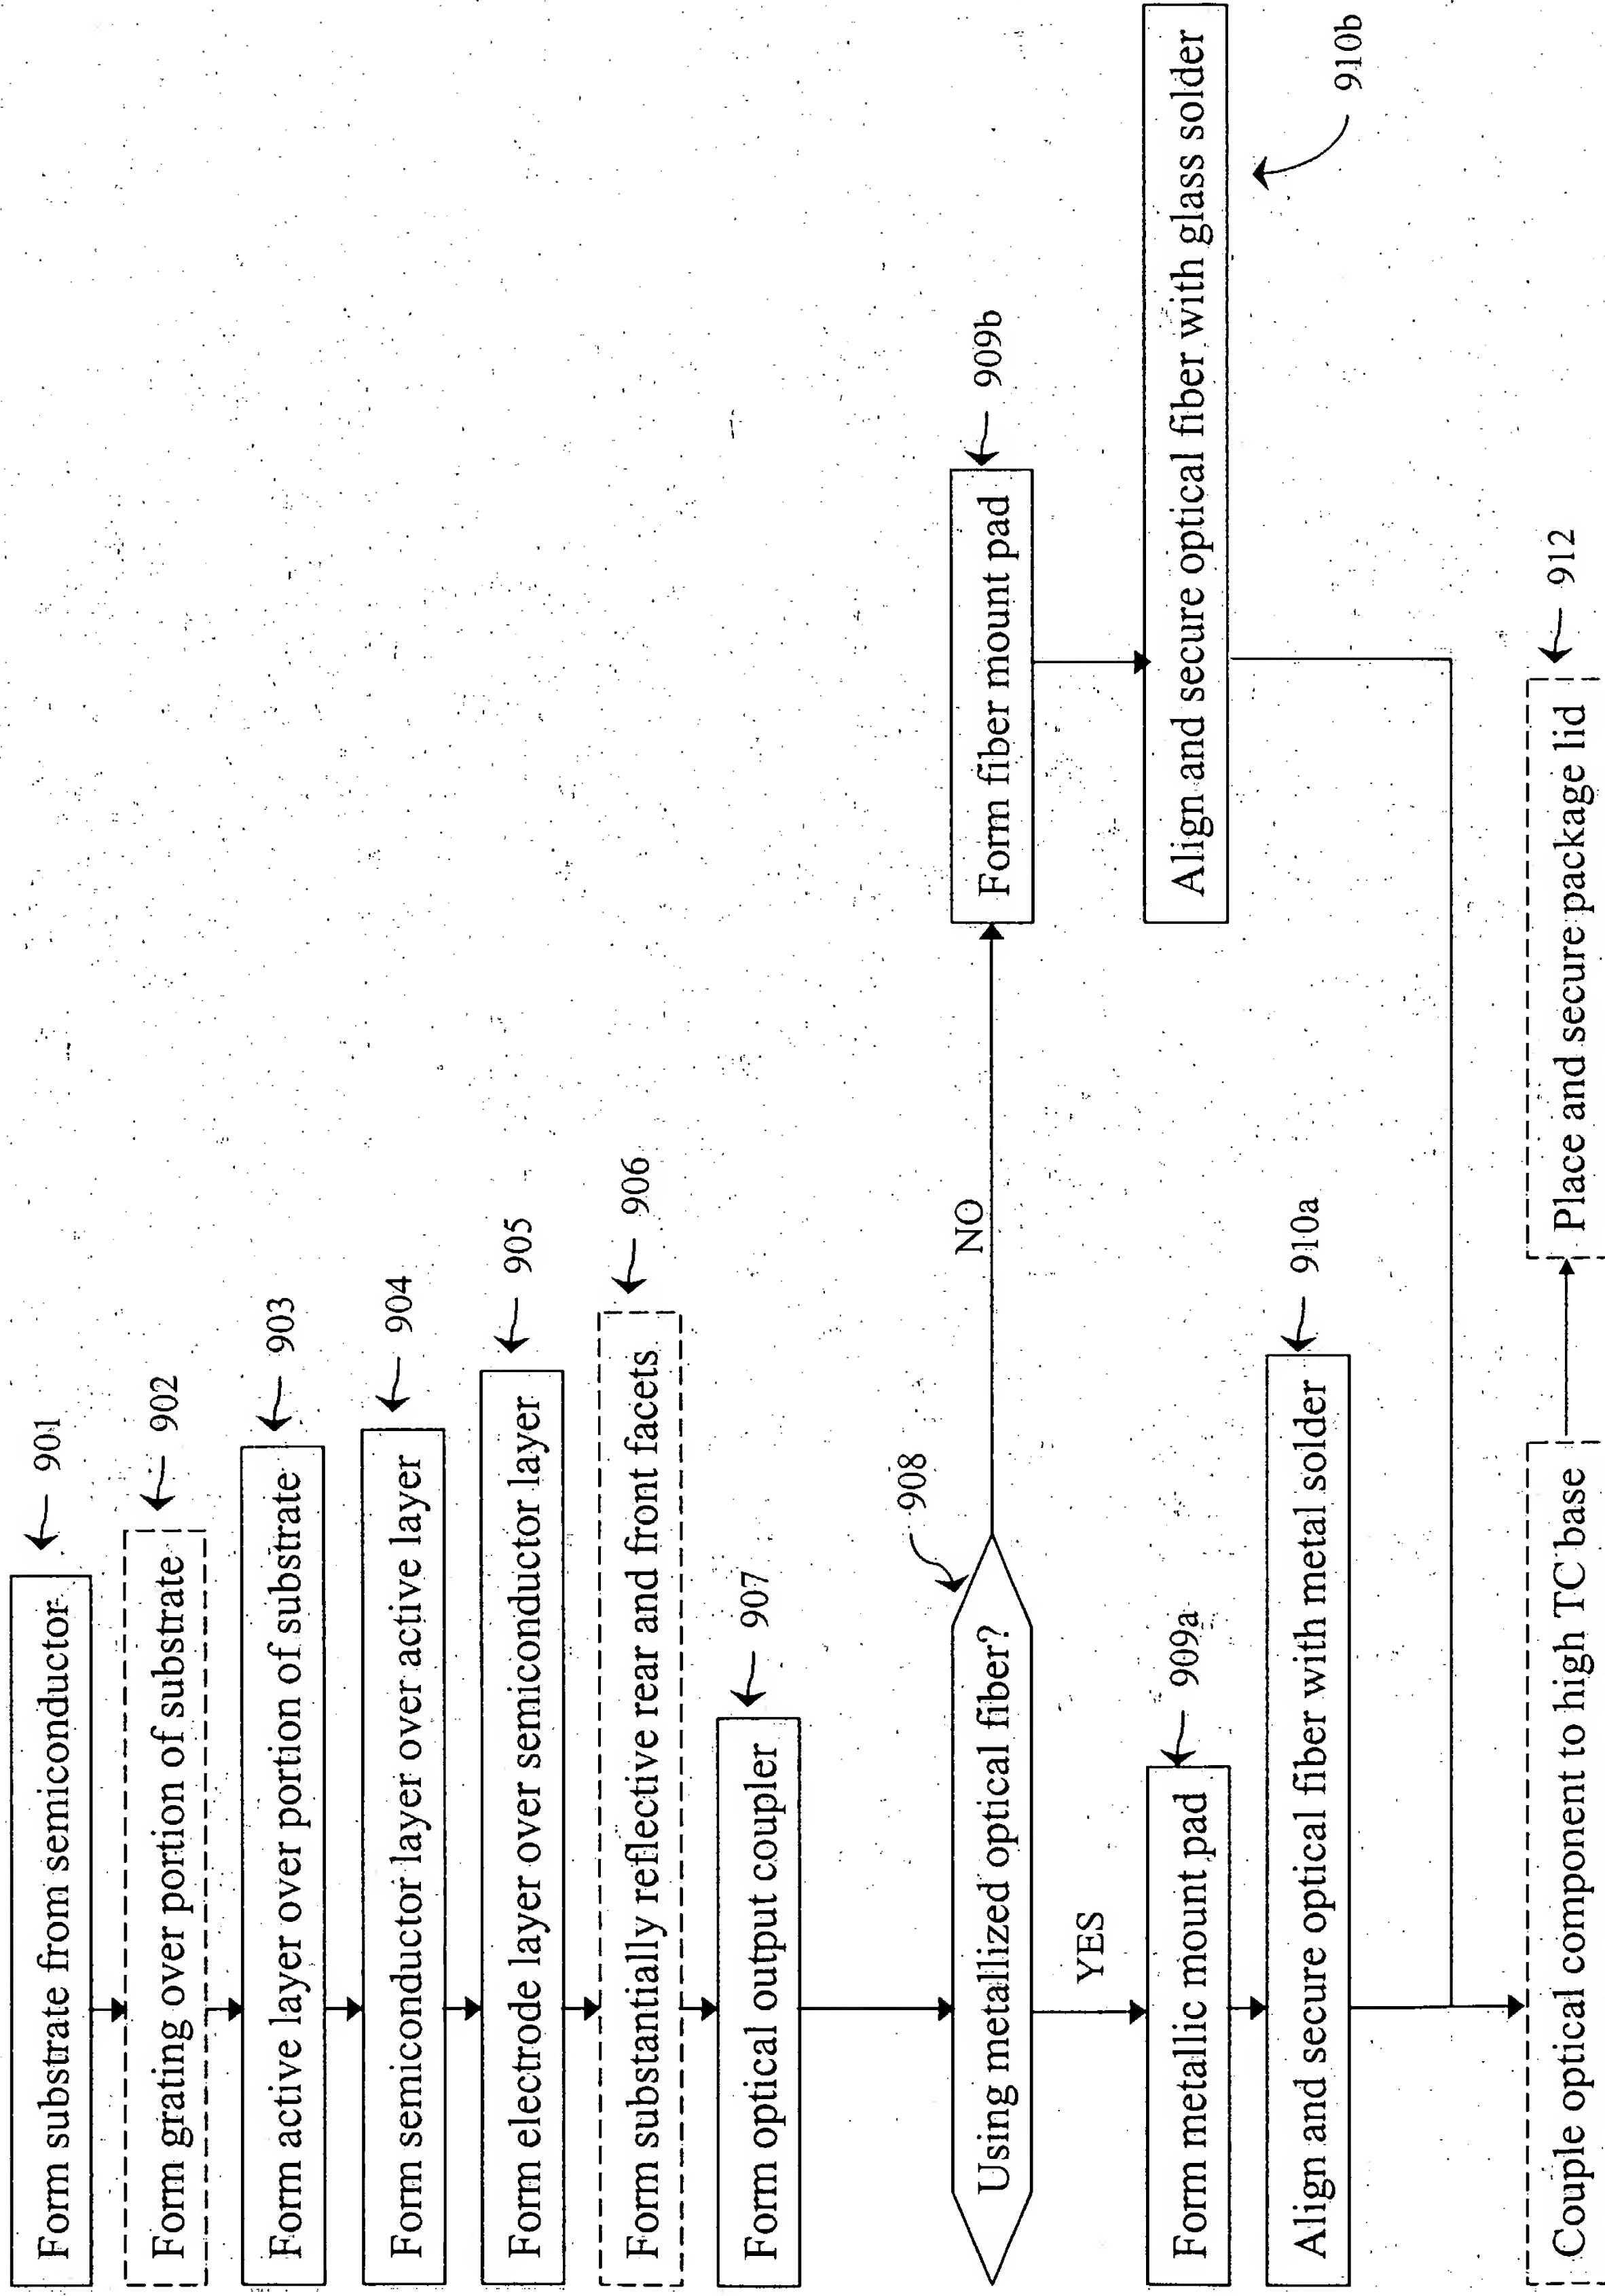 Form substrate from semiconductor
901
Form grating over portion of substrate
902
Form active layer over portion of substrate
903
Form semiconductor layer over active layer
904
Form electrode layer over semiconductor layer
905
Form substantially reflective rear and front facets
906
Form optical output coupler
907
Using metallized optical fiber?
908
NO
YES
Form fiber mount pad
909b
Form metallic mount pad
909a
Align and secure optical fiber with glass solder
910b
Align and secure optical fiber with metal solder
910a
Couple optical component to high TC base
Place and secure package lid
912